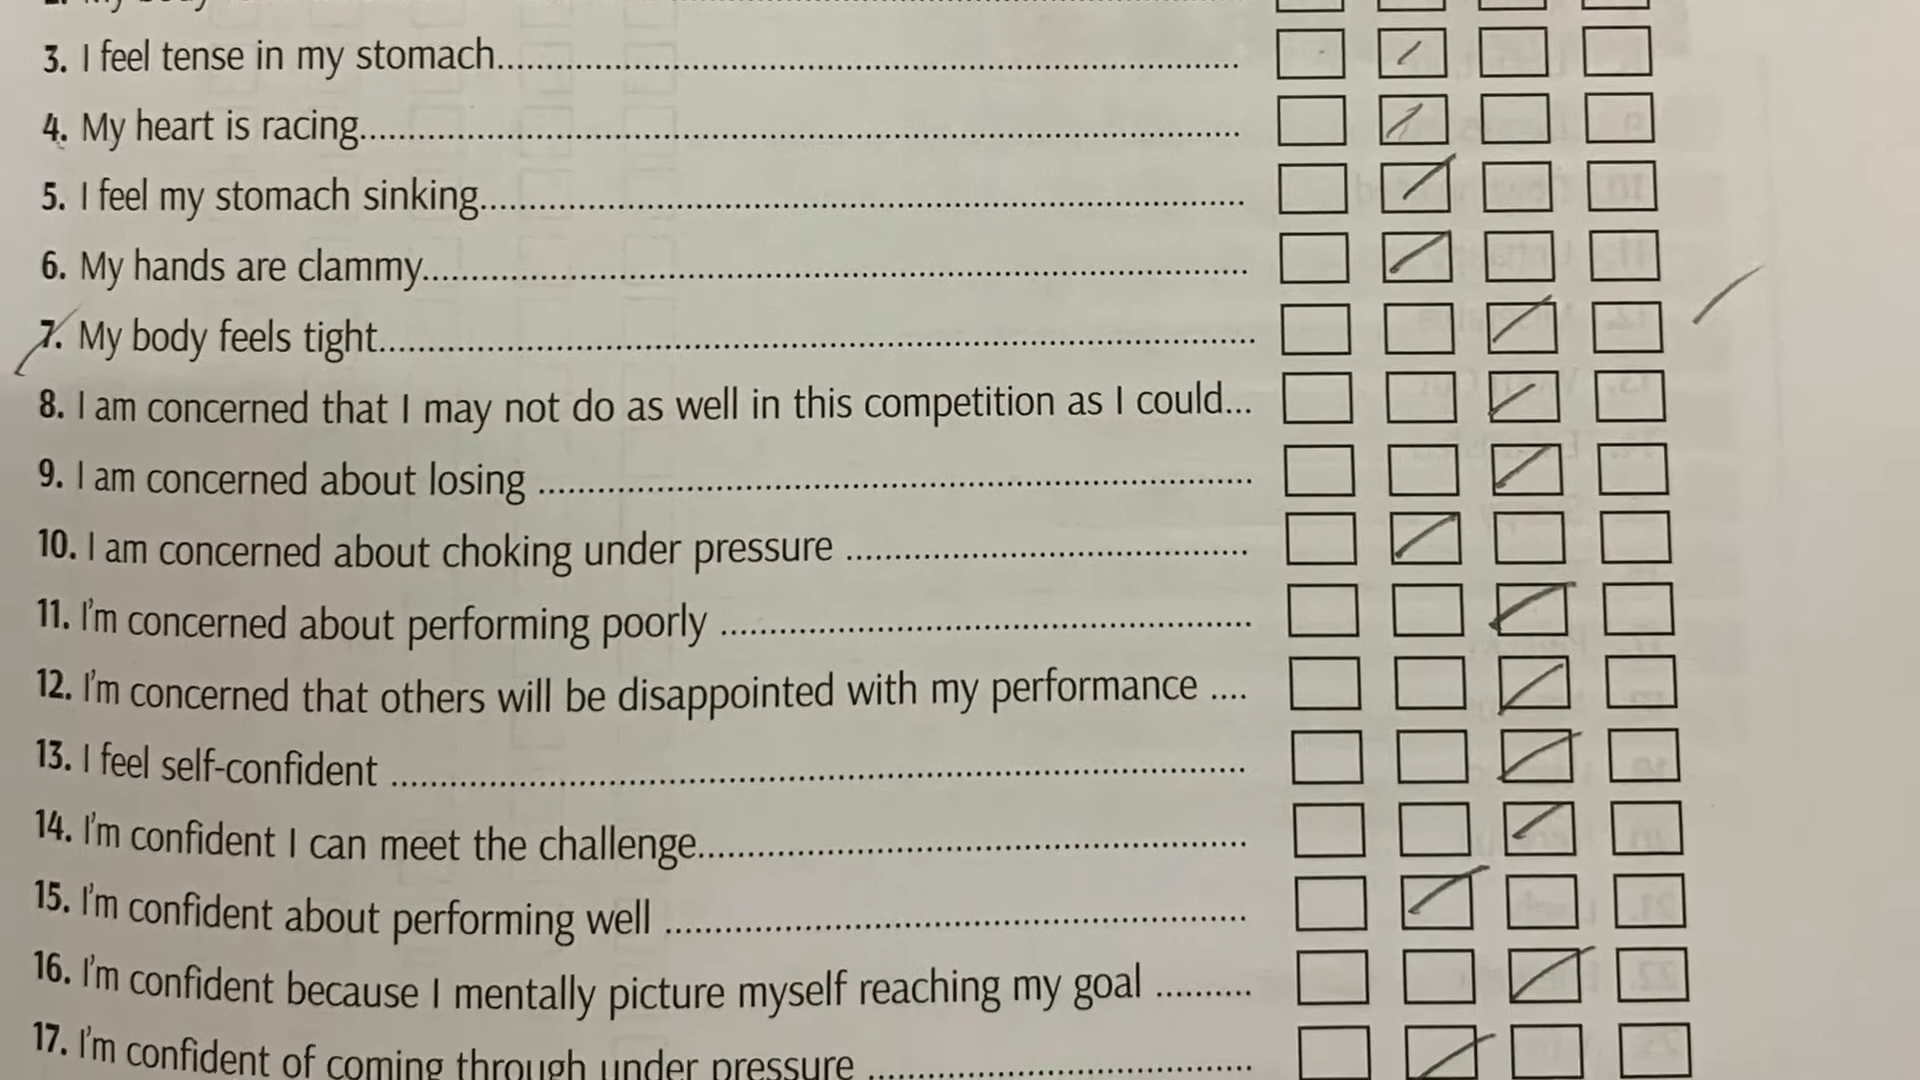 3. I feel tense in my stomach
4. My heart is racing
5. I feel my stomach sinking
6. My hands are clammy
7. My body feels tight
8. I am concerned that I may not do as well in this competition as I could
9. I am concerned about losing
10. I am concerned about choking under pressure
11. I'm concerned about performing poorly
12. I'm concerned that others will be disappointed with my performance
13. I feel self-confident
14. I'm confident I can meet the challenge
15. I'm confident about performing well
16. I'm confident because I mentally picture myself reaching my goal
17. I'm confident of coming through under pressure